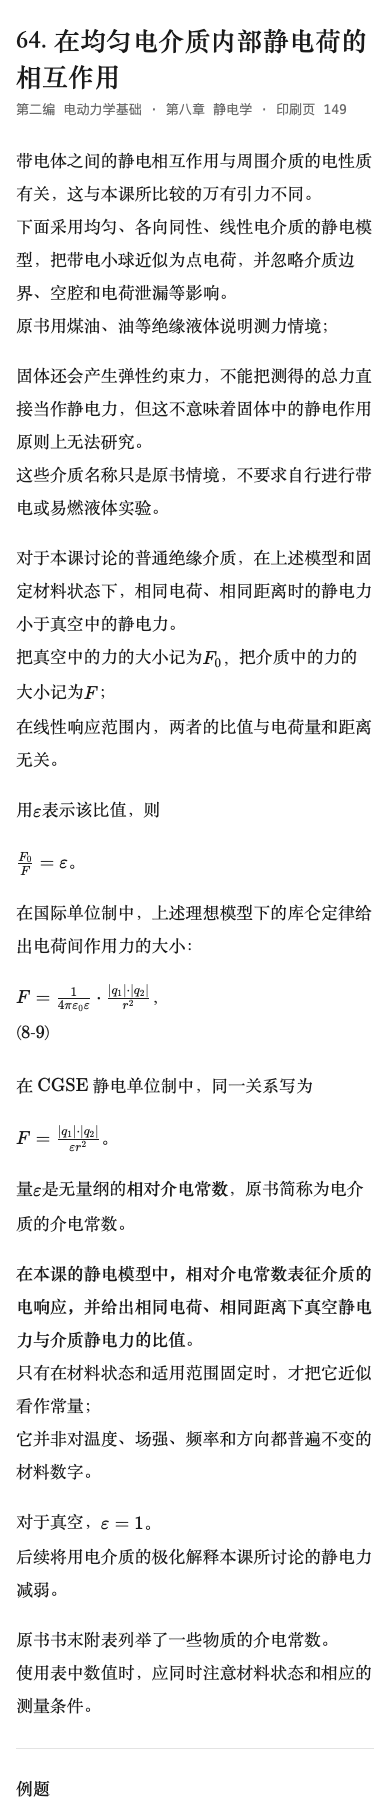 64. 在均匀电介质内部静电荷的
相互作用
第二编 电动力学基础 · 第八章 静电学 · 印刷页 149
带电体之间的静电相互作用与周围介质的电性质
有关，这与本课所比较的万有引力不同。
下面采用均匀、各向同性、线性电介质的静电模
型，把带电小球近似为点电荷，并忽略介质边
界、空腔和电荷泄漏等影响。
原书用煤油、油等绝缘液体说明测力情境；
固体还会产生弹性约束力，不能把测得的总力直
接当作静电力，但这不意味着固体中的静电作用
原则上无法研究。
这些介质名称只是原书情境，不要求自行进行带
电或易燃液体实验。
对于本课讨论的普通绝缘介质，在上述模型和固
定材料状态下，相同电荷、相同距离时的静电力
小于真空中的静电力。
把真空中的力的大小记为F₀，把介质中的力的
大小记为F；
在线性响应范围内，两者的比值与电荷量和距离
无关。
用ε表示该比值，则
F₀/F = ε。
在国际单位制中，上述理想模型下的库仑定律给
出电荷间作用力的大小：
F = 1/(4πε₀ε) · |q₁|·|q₂|/r²，
(8-9)
在 CGSE 静电单位制中，同一关系写为
F = |q₁|·|q₂|/(εr²)。
量ε是无量纲的相对介电常数，原书简称为电介
质的介电常数。
在本课的静电模型中，相对介电常数表征介质的
电响应，并给出相同电荷、相同距离下真空静电
力与介质静电力的比值。
只有在材料状态和适用范围固定时，才把它近似
看作常量；
它并非对温度、场强、频率和方向都普遍不变的
材料数字。
对于真空，ε = 1。
后续将用电介质的极化解释本课所讨论的静电力
减弱。
原书书末附表列举了一些物质的介电常数。
使用表中数值时，应同时注意材料状态和相应的
测量条件。
例题